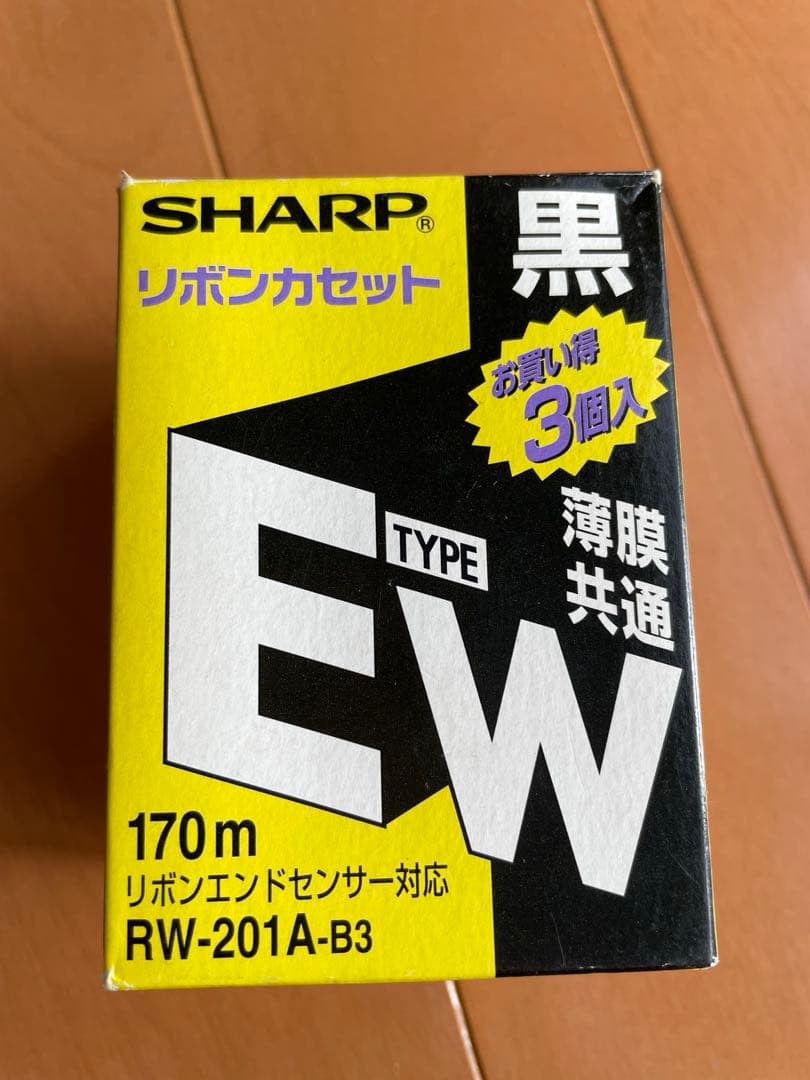 SHARP®
リボンカセット
黒
お買い得
3個入
TYPE
EW
薄膜
共通
170m
リボンエンドセンサー対応
RW-201A-B3